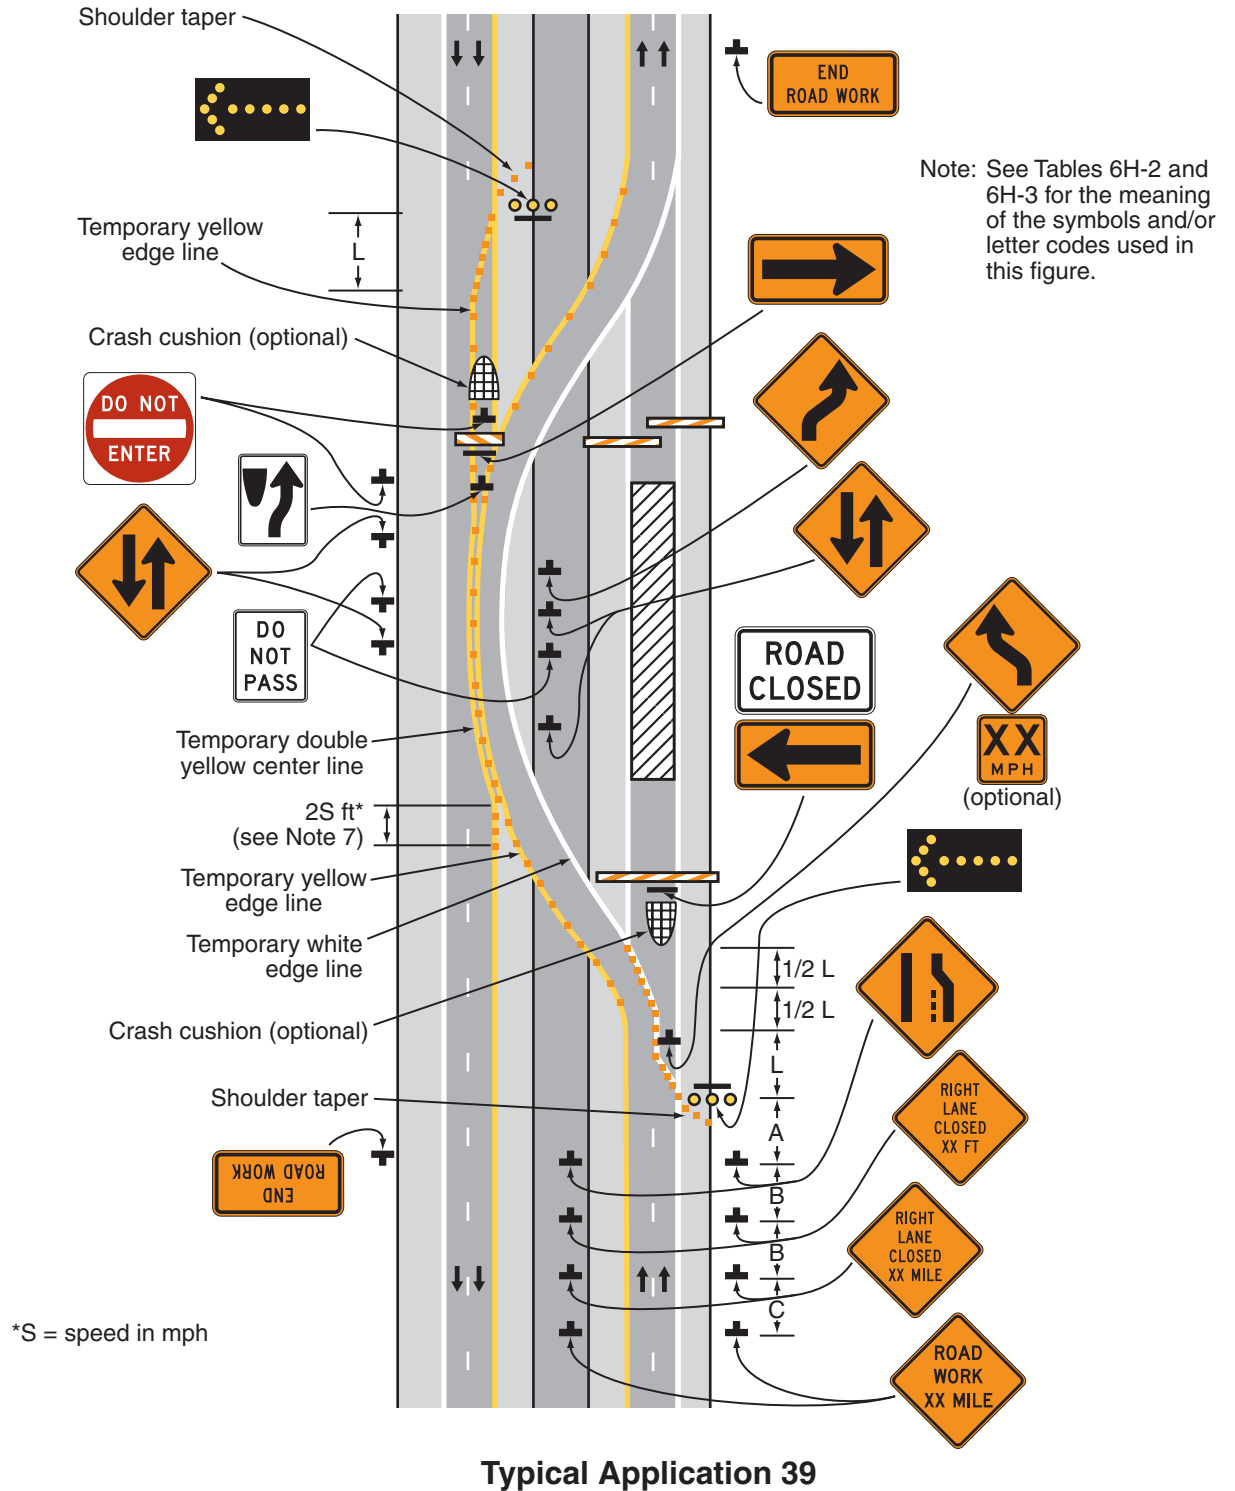 Shoulder taper
END
ROAD WORK
Note: See Tables 6H-2 and
6H-3 for the meaning
of the symbols and/or
letter codes used in
this figure.
Temporary yellow
edge line
L
Crash cushion (optional)
DO NOT
ENTER
DO
NOT
PASS
ROAD
CLOSED
XX
MPH
(optional)
Temporary double
yellow center line
2S ft*
(see Note 7)
Temporary yellow
edge line
Temporary white
edge line
Crash cushion (optional)
1/2 L
1/2 L
L
Shoulder taper
A
RIGHT
LANE
CLOSED
XX FT
END
ROAD WORK
B
B
RIGHT
LANE
CLOSED
XX MILE
C
*S = speed in mph
ROAD
WORK
XX MILE
Typical Application 39